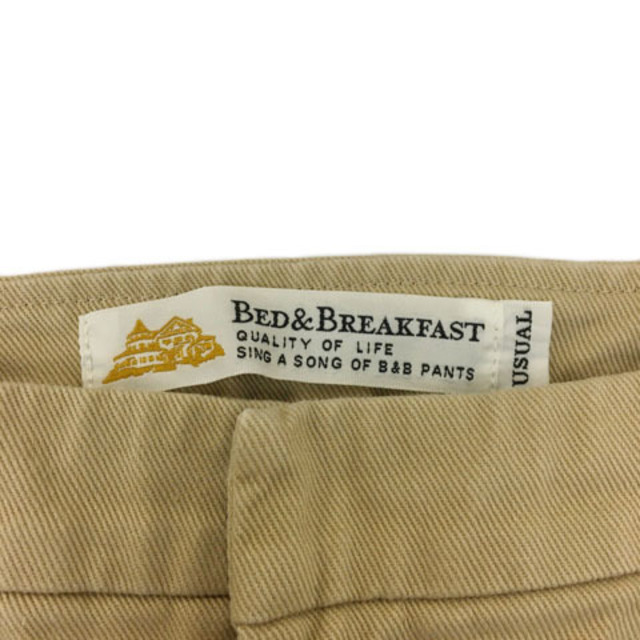 BED & BREAKFAST
QUALITY OF LIFE
SING A SONG OF B&B PANTS
USUAL